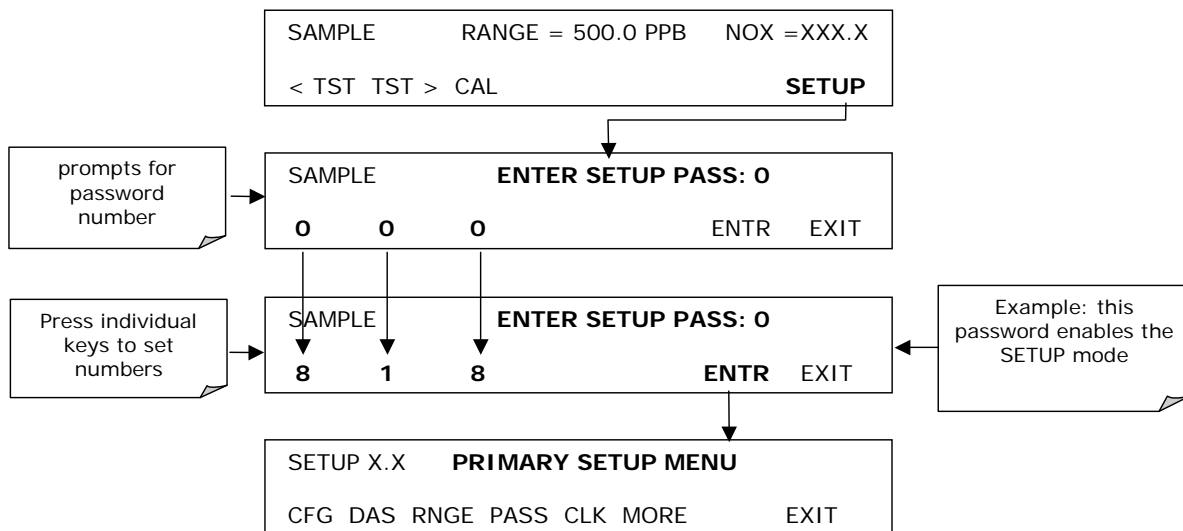 SAMPLE RANGE = 500.0 PPB NOX =XXX.X
< TST TST > CAL SETUP
prompts for
password
number
SAMPLE ENTER SETUP PASS: 0
0 0 0 ENTR EXIT
Press individual
keys to set
numbers
SAMPLE ENTER SETUP PASS: 0
8 1 8 ENTR EXIT
Example: this
password enables the
SETUP mode
SETUP X.X PRIMARY SETUP MENU
CFG DAS RNGE PASS CLK MORE EXIT